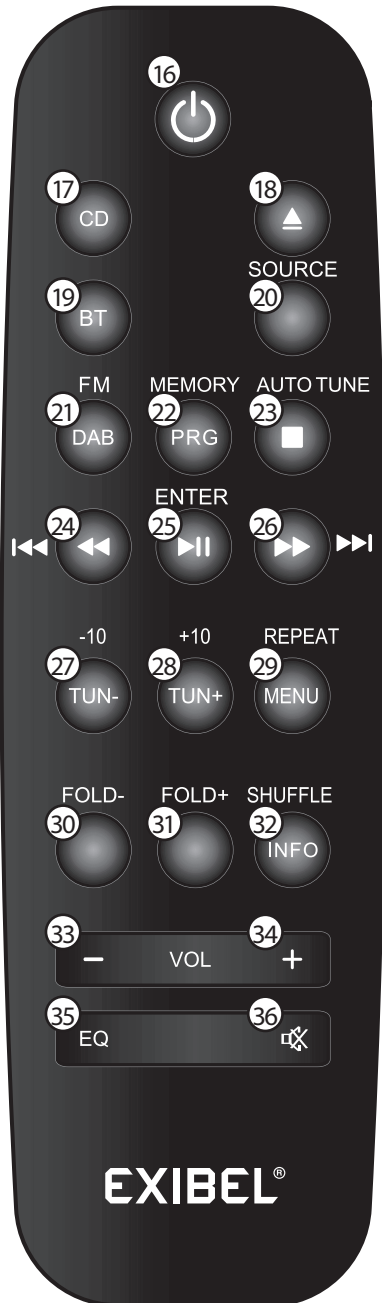 16
17 18
CD
SOURCE
19 20
BT
FM MEMORY AUTO TUNE
21 22 23
DAB PRG
ENTER
24 25 26
-10 +10 REPEAT
27 28 29
TUN- TUN+ MENU
FOLD- FOLD+ SHUFFLE
30 31 32
INFO
33 34
– VOL +
35 36
EQ
EXIBEL®